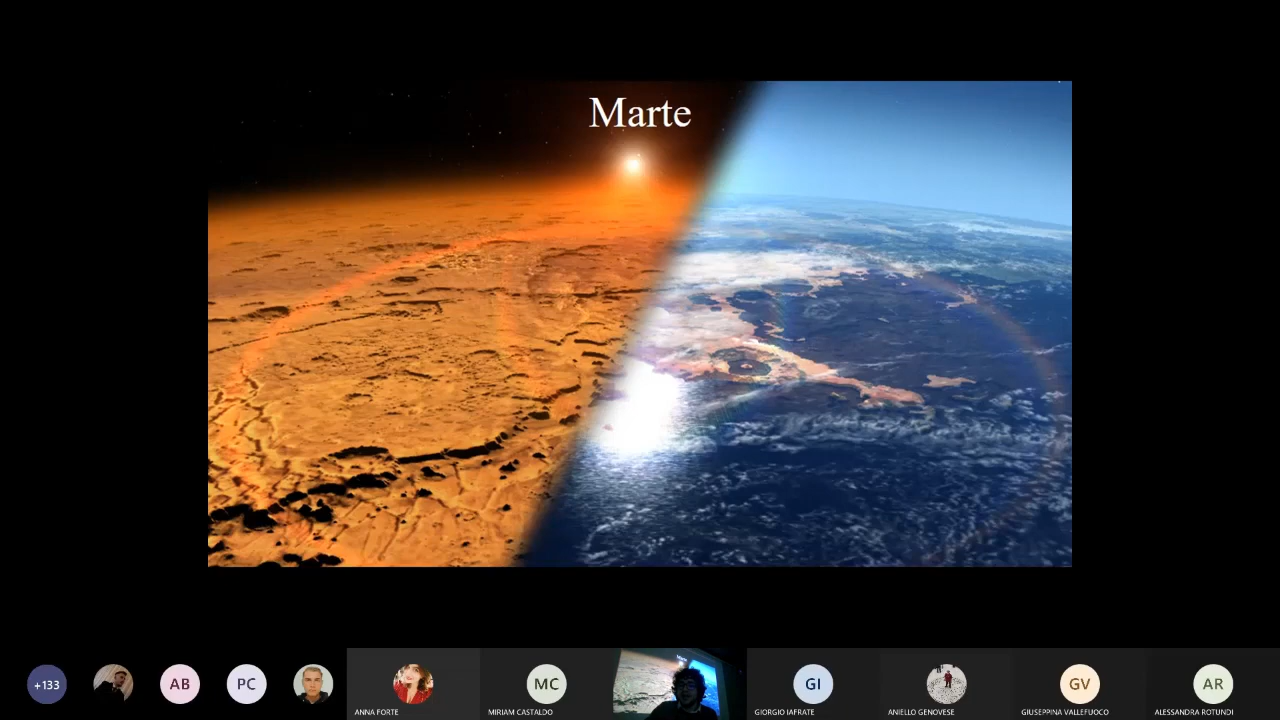 Marte
+133
AB
PC
ANNA FORTE
MC
MIRIAM CASTALDO
GI
GIORGIO IAFRATE
ANIELLO GENOVESE
GV
GIUSEPPINA VALLEFUOCO
AR
ALESSANDRA ROTUNDI